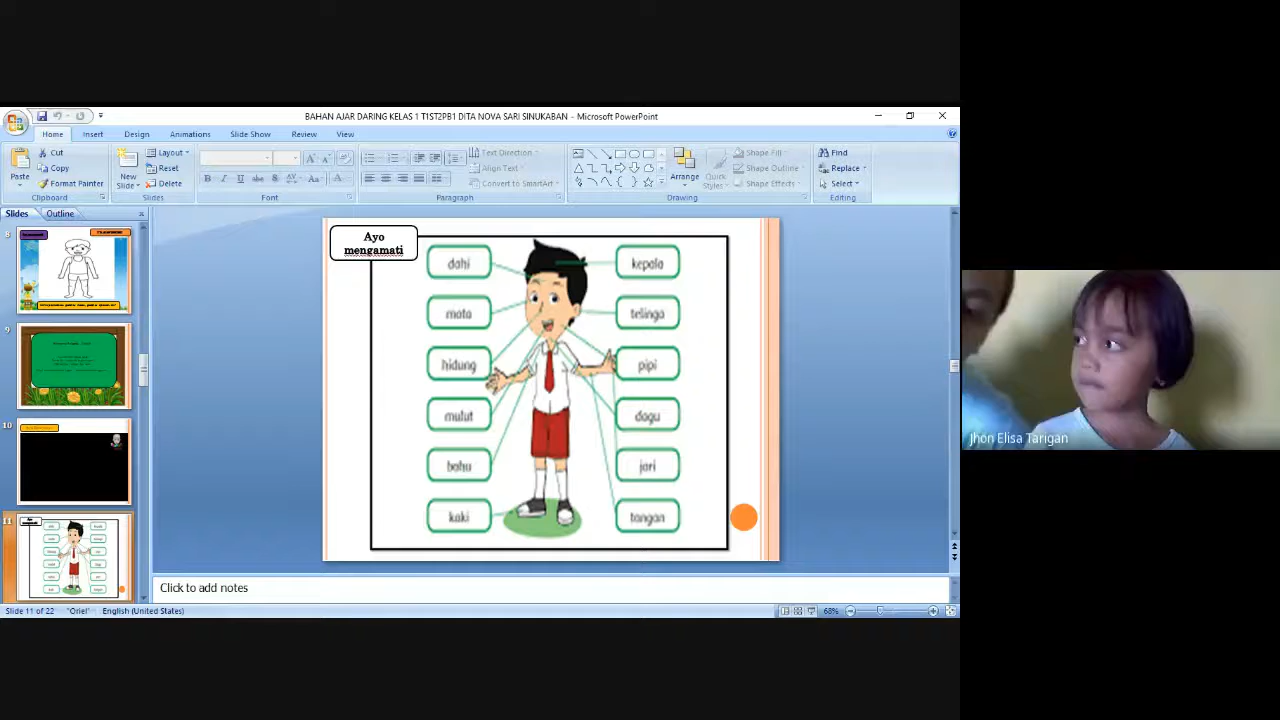 BAHAN AJAR DARING KELAS 1 T1ST2PB1 DITA NOVA SARI SINUKABAN - Microsoft PowerPoint
Home Insert Design Animations Slide Show Review View
Paste
Cut
Copy
Format Painter
Clipboard
New Slide
Layout
Reset
Delete
Slides
Font
Text Direction
Align Text
Convert to SmartArt
Paragraph
Arrange
Quick Styles
Shape Fill
Shape Outline
Shape Effects
Drawing
Find
Replace
Select
Editing
Slides Outline
8
9
10
11
Ayo
mengamati
dahi kepala
mata telinga
hidung pipi
mulut dagu
bahu jari
kaki tangan
Jhon Elisa Tarigan
Click to add notes
Slide 11 of 22 "Oriel" English (United States) 68%